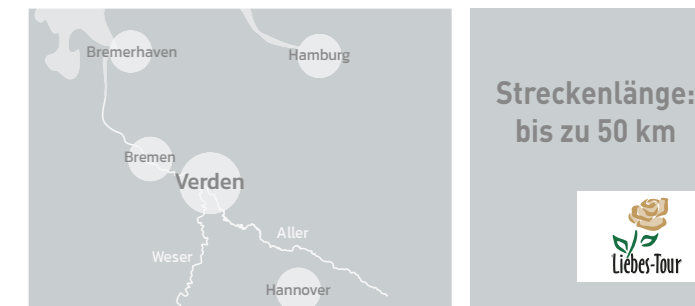 Bremerhaven
Hamburg
Bremen
Verden
Aller
Weser
Hannover
Streckenlänge:
bis zu 50 km
Liebes-Tour